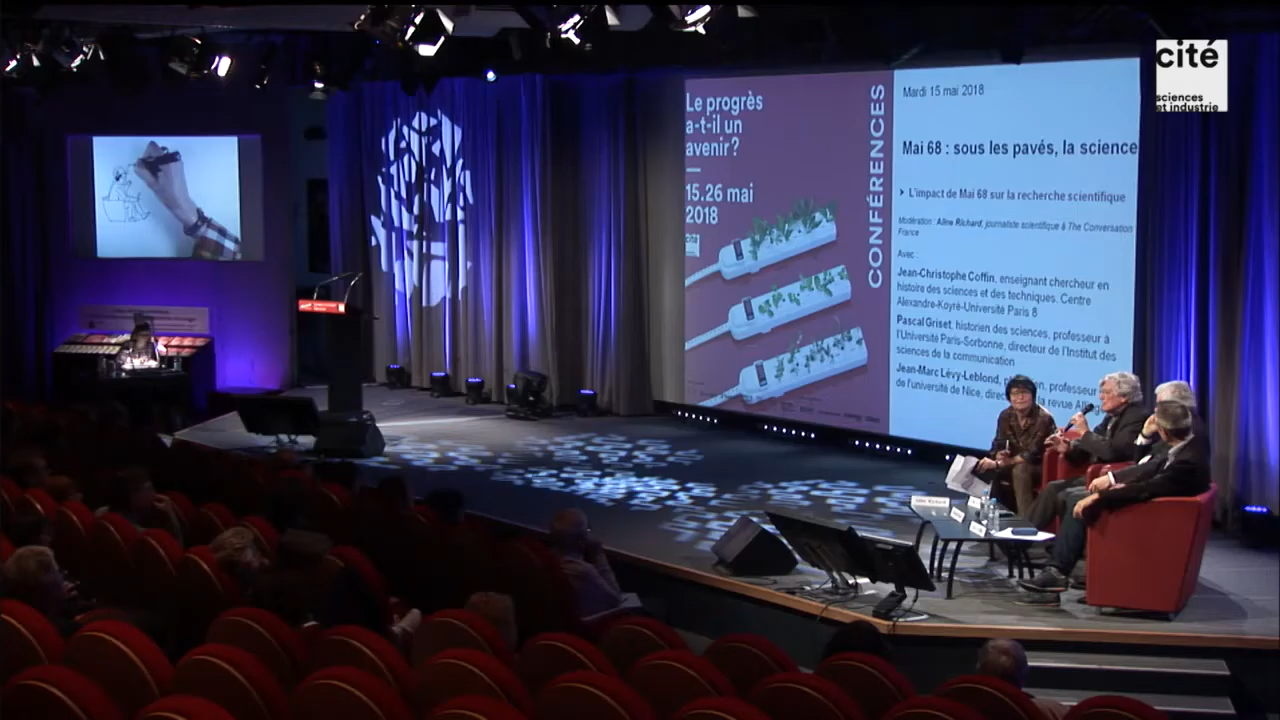 cité
sciences
et industrie
Le progrès
a-t-il un
avenir?
15.26 mai
2018
CONFÉRENCES
Mardi 15 mai 2018
Mai 68 : sous les pavés, la science
L'impact de Mai 68 sur la recherche scientifique
Modération : Aline Richard, journaliste scientifique à The Conversation
France
Avec :
Jean-Christophe Coffin, enseignant chercheur en
histoire des sciences et des techniques. Centre
Alexandre-Koyré-Université Paris 8
Pascal Griset, historien des sciences, professeur à
l'Université Paris-Sorbonne, directeur de l'Institut des
sciences de la communication
Jean-Marc Lévy-Leblond, professeur
de l'université de Nice, la revue